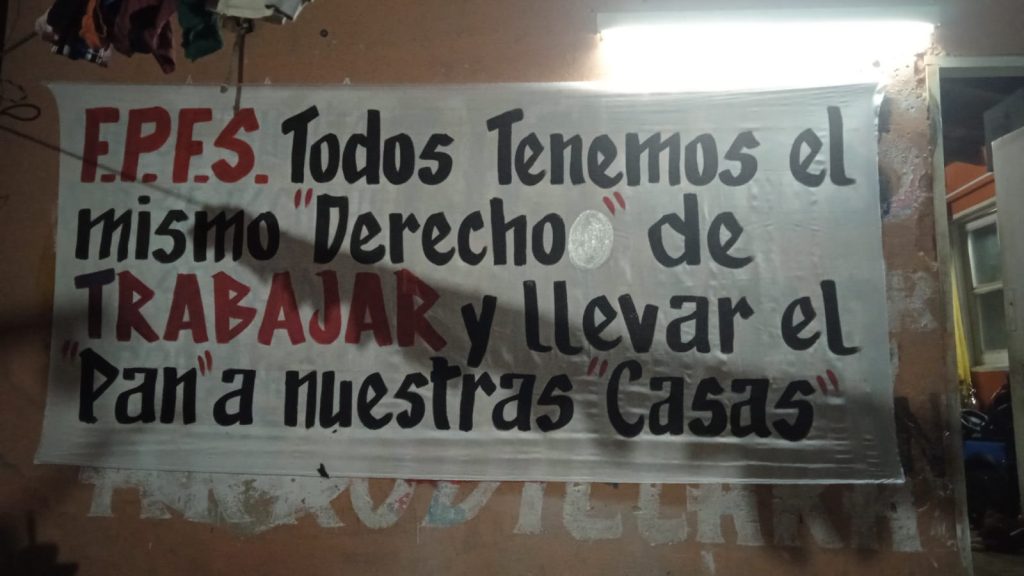 F.P.F.S. Todos Tenemos el
mismo "Derecho" de
TRABAJAR y llevar el
"Pan" a nuestras "Casas"